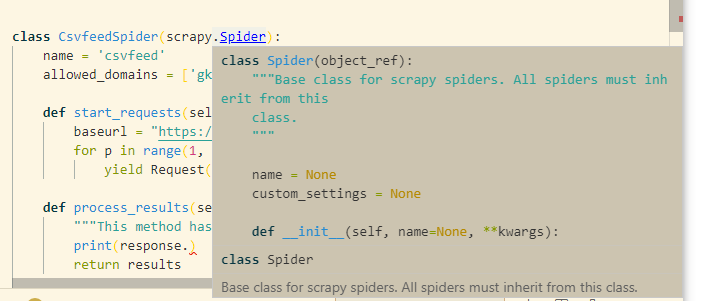 class CsvfeedSpider(scrapy.Spider):
name = 'csvfeed'
allowed_domains = ['gk
def start_requests(sel
baseurl = "https:/
for p in range(1,
yield Request(
def process_results(se
"""This method has
print(response.)
return results
class Spider(object_ref):
"""Base class for scrapy spiders. All spiders must inh
erit from this
class.
"""
name = None
custom_settings = None
def __init__(self, name=None, **kwargs):
class Spider
Base class for scrapy spiders. All spiders must inherit from this class.